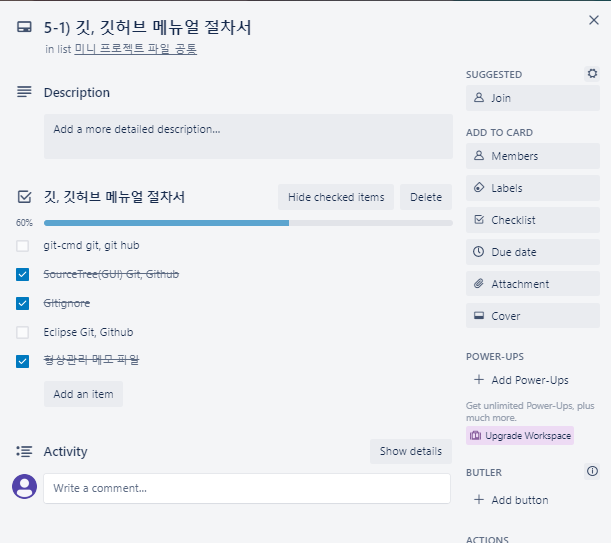 5-1) 깃, 깃허브 메뉴얼 절차서
in list 미니 프로젝트 파일 공통
Description
Add a more detailed description...
깃, 깃허브 메뉴얼 절차서
Hide checked items
Delete
60%
git-cmd git, git hub
SourceTree(GUI) Git, Github
Gitignore
Eclipse Git, Github
형상관리 메모 파일
Add an item
Activity
Show details
Write a comment...
SUGGESTED
Join
ADD TO CARD
Members
Labels
Checklist
Due date
Attachment
Cover
POWER-UPS
Add Power-Ups
Get unlimited Power-Ups, plus
much more.
Upgrade Workspace
BUTLER
Add button
ACTIONS